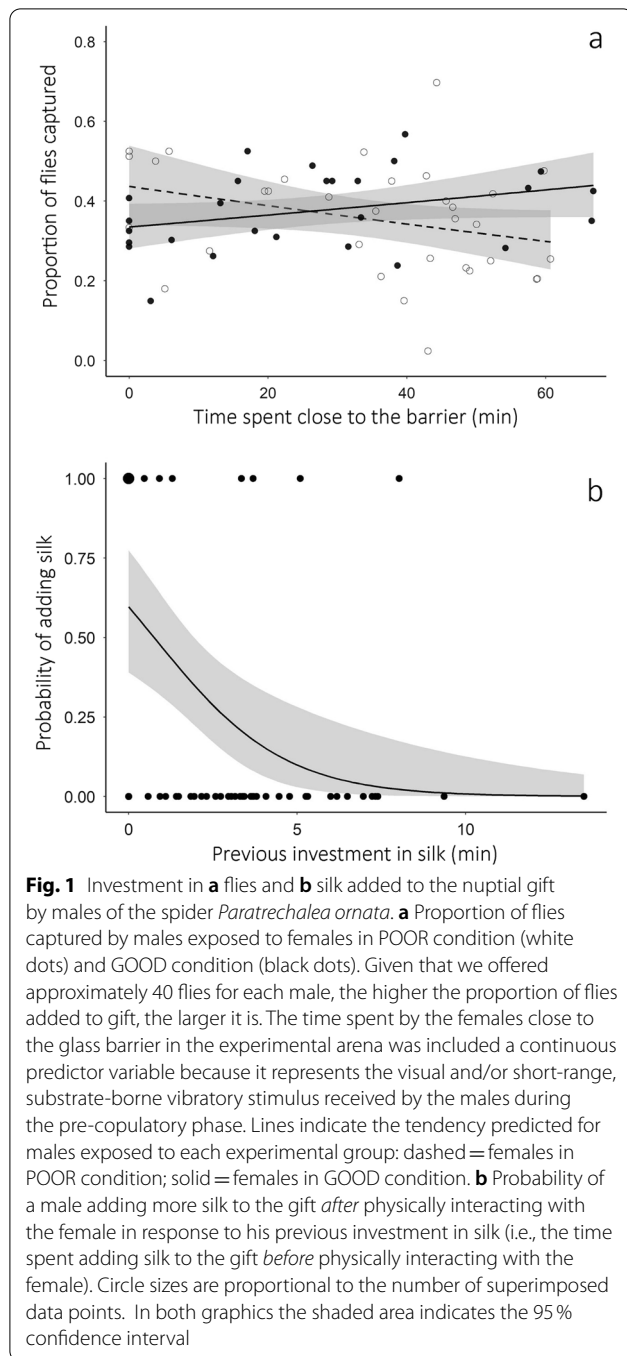 a
0.8
0.6
0.4
0.2
0.0
Proportion of flies captured
0
20
40
60
Time spent close to the barrier (min)
b
1.00
0.75
0.50
0.25
0.00
Probability of adding silk
0
5
10
Previous investment in silk (min)
Fig. 1 Investment in a flies and b silk added to the nuptial gift
by males of the spider Paratrechalea ornata. a Proportion of flies
captured by males exposed to females in POOR condition (white
dots) and GOOD condition (black dots). Given that we offered
approximately 40 flies for each male, the higher the proportion of flies
added to gift, the larger it is. The time spent by the females close to
the glass barrier in the experimental arena was included a continuous
predictor variable because it represents the visual and/or short-range,
substrate-borne vibratory stimulus received by the males during
the pre-copulatory phase. Lines indicate the tendency predicted for
males exposed to each experimental group: dashed = females in
POOR condition; solid = females in GOOD condition. b Probability of
a male adding more silk to the gift after physically interacting with
the female in response to his previous investment in silk (i.e., the time
spent adding silk to the gift before physically interacting with the
female). Circle sizes are proportional to the number of superimposed
data points. In both graphics the shaded area indicates the 95%
confidence interval